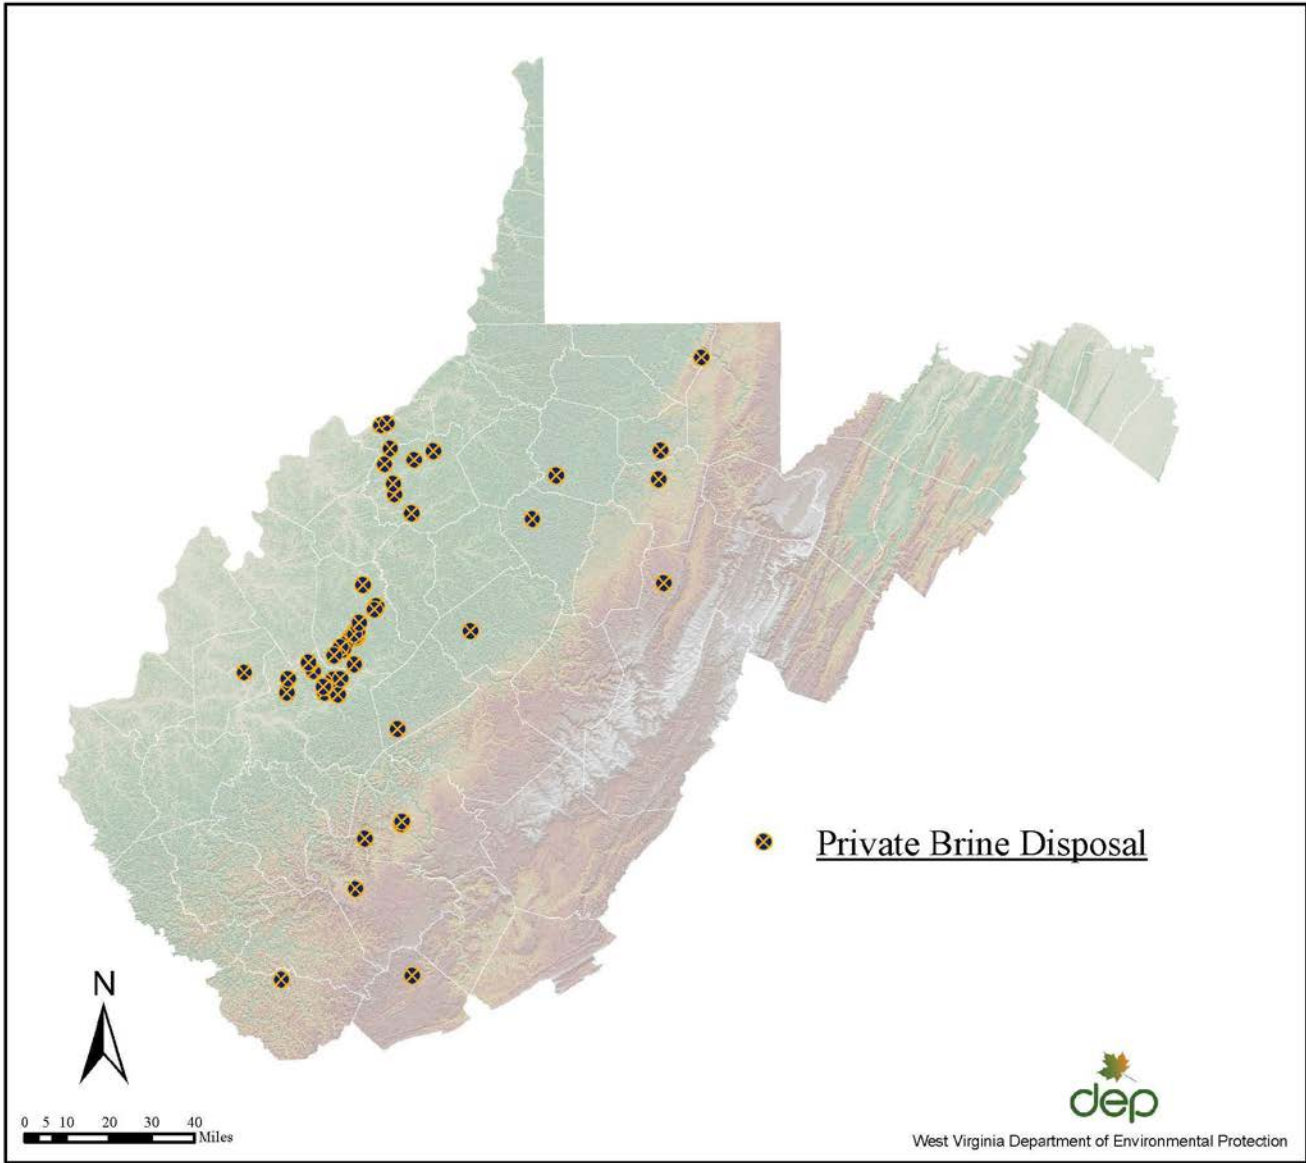 Private Brine Disposal
N
0 5 10 20 30 40
Miles
dep
West Virginia Department of Environmental Protection